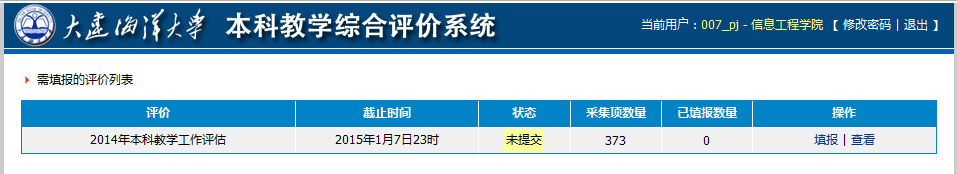 大连海洋大学 本科教学综合评价系统 当前用户：007_pj - 信息工程学院 【 修改密码 | 退出 】
需填报的评价列表
评价 截止时间 状态 采集项数量 已填报数量 操作
2014年本科教学工作评估 2015年1月7日23时 未提交 373 0 填报 | 查看